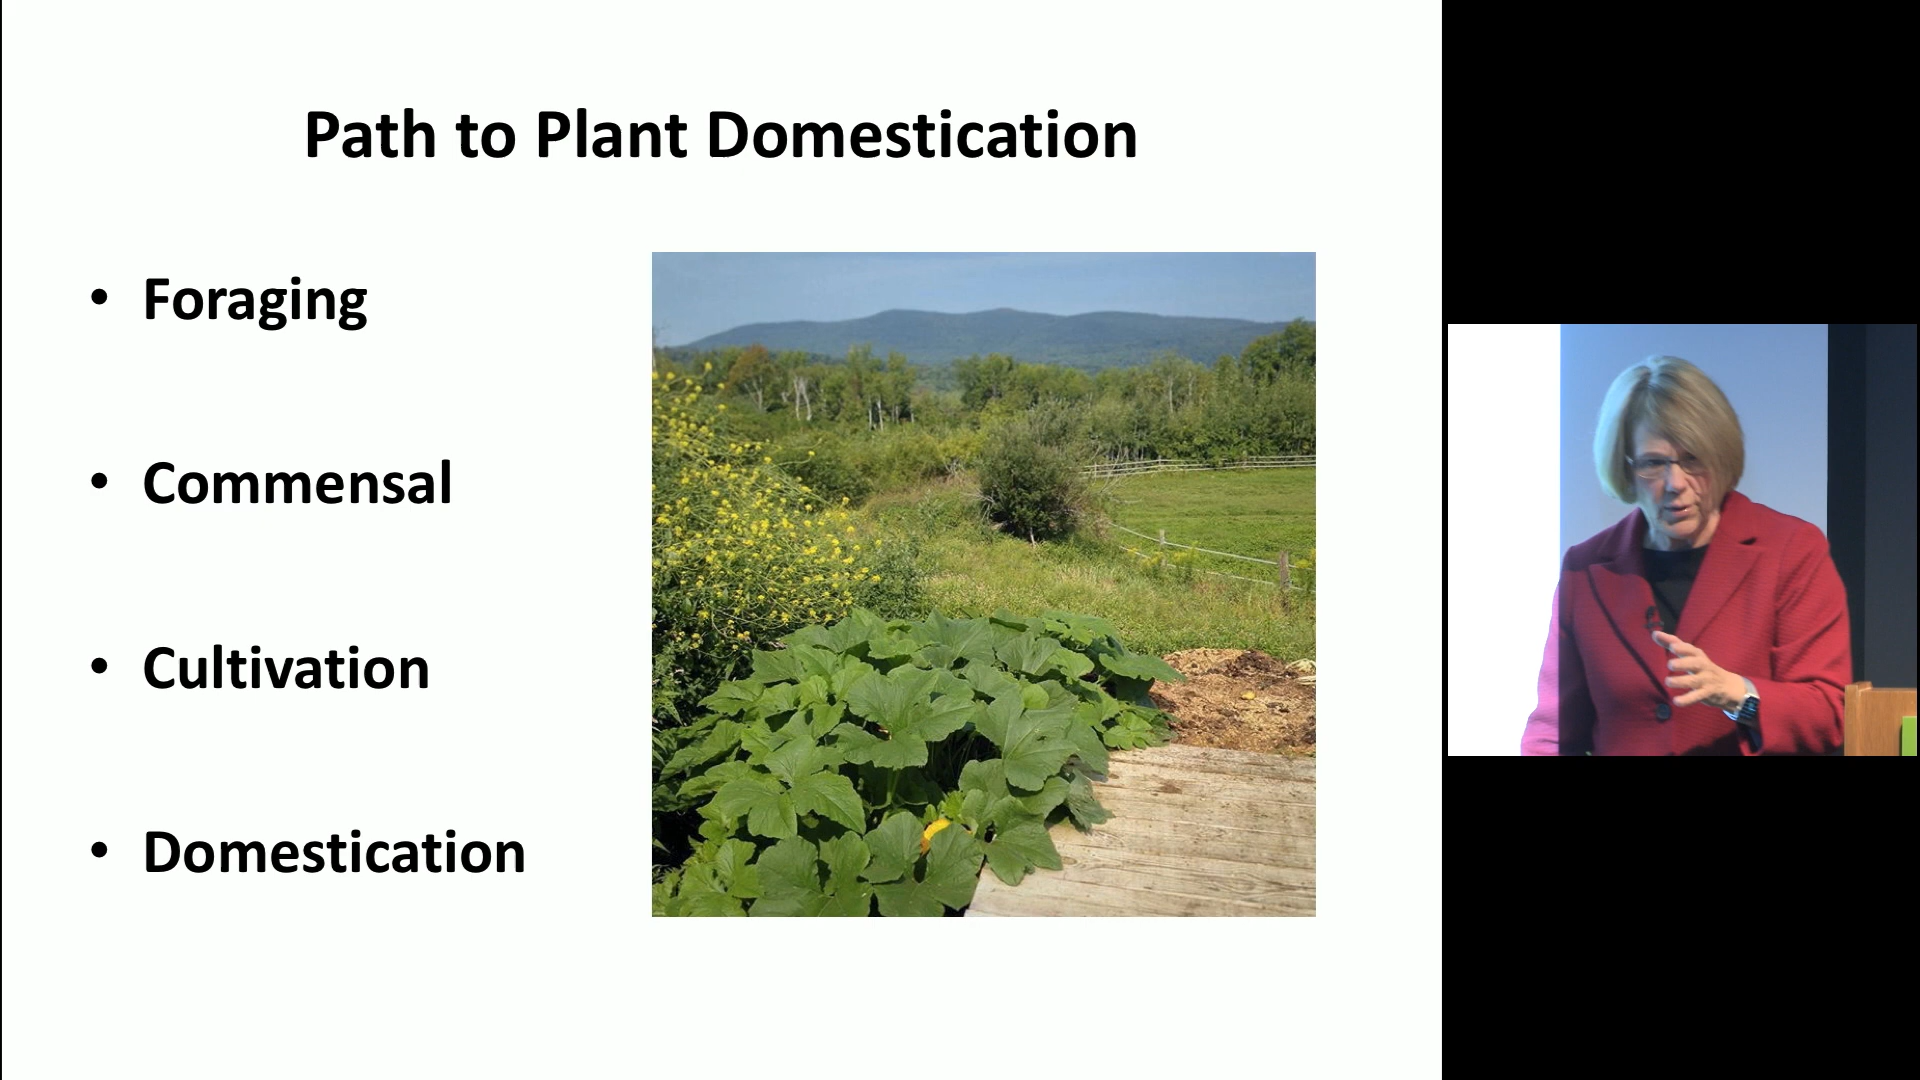 Path to Plant Domestication
• Foraging
• Commensal
• Cultivation
• Domestication